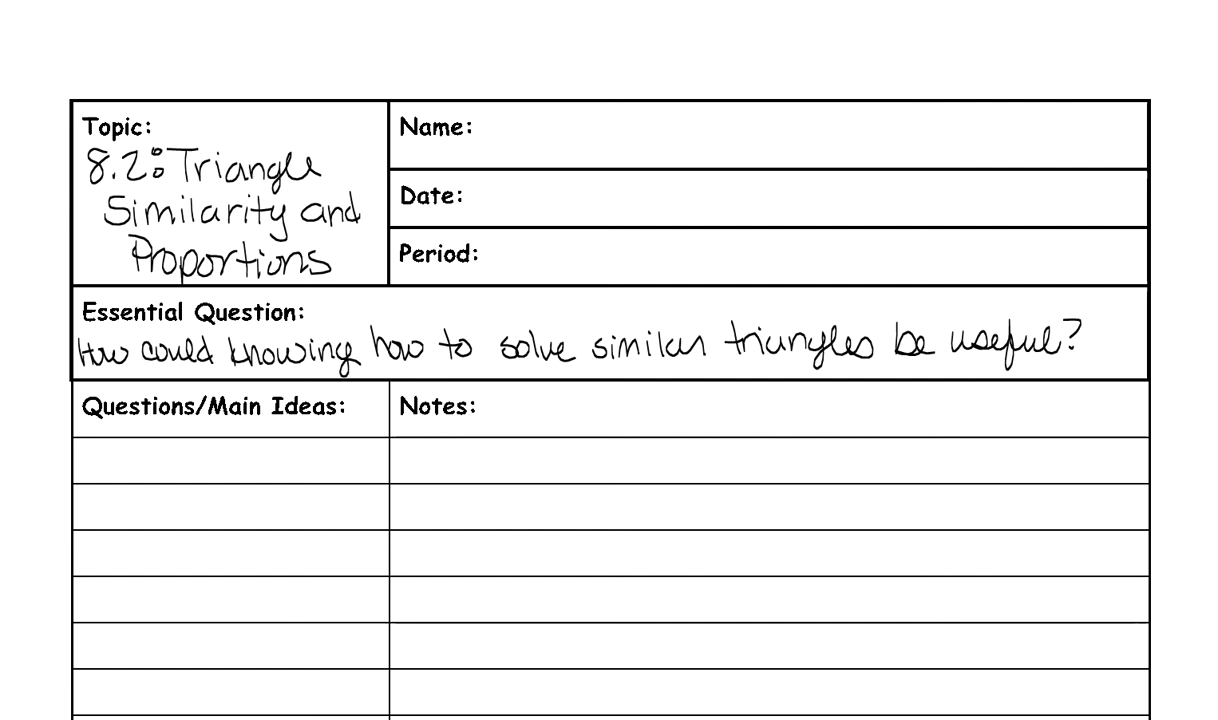 Topic:
8.2: Triangle
Similarity and
Proportions
Name:
Date:
Period:
Essential Question:
How could knowing how to solve similar triangles be useful?
Questions/Main Ideas:
Notes: